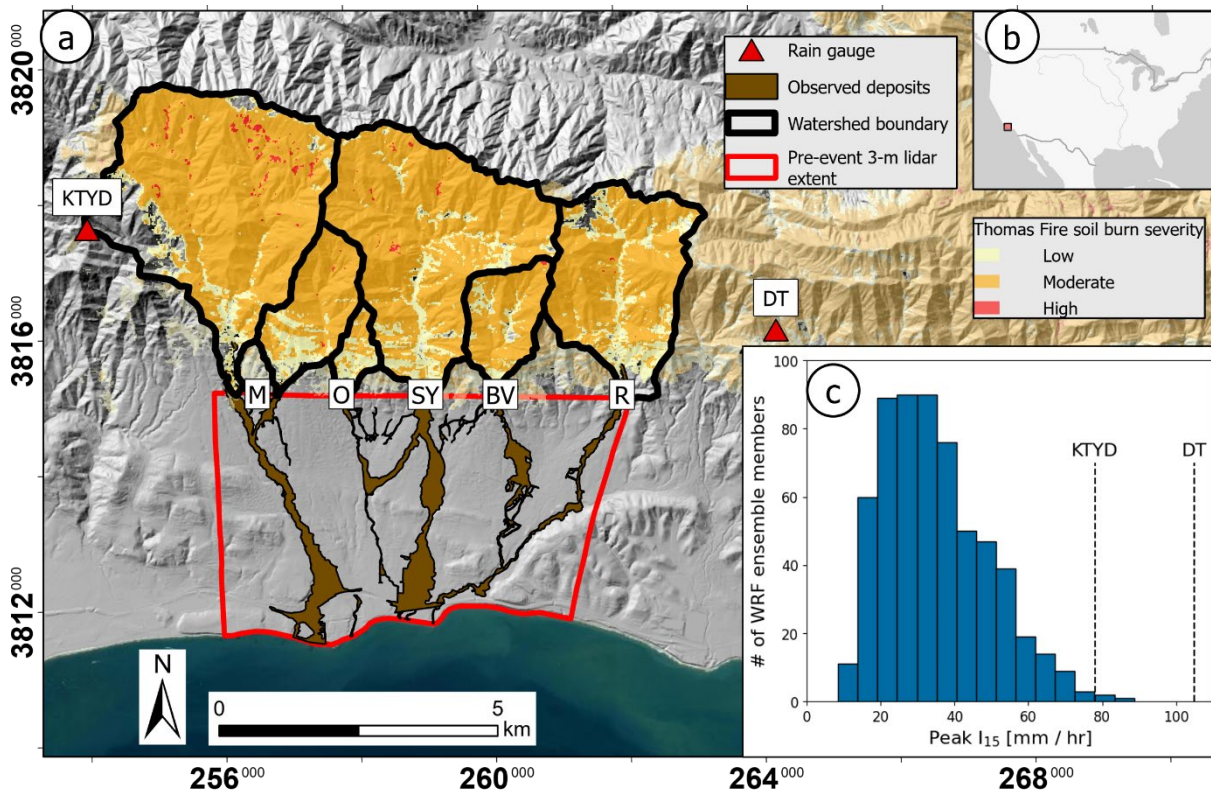 a
b
Rain gauge
Observed deposits
Watershed boundary
Pre-event 3-m lidar
extent
Thomas Fire soil burn severity
Low
Moderate
High
3820000
3816000
3812000
KTYD
DT
M
O
SY
BV
R
N
0
5
km
256000
260000
264000
268000
c
100
80
60
40
20
0
# of WRF ensemble members
KTYD
DT
0
20
40
60
80
100
Peak I15 [mm / hr]